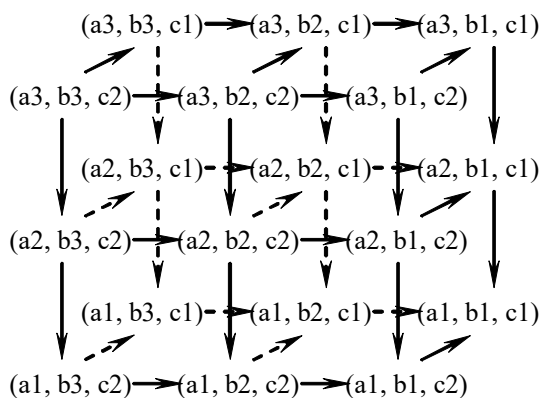 (a3, b3, c1) (a3, b2, c1) (a3, b1, c1)
(a3, b3, c2) (a3, b2, c2) (a3, b1, c2)
(a2, b3, c1) (a2, b2, c1) (a2, b1, c1)
(a2, b3, c2) (a2, b2, c2) (a2, b1, c2)
(a1, b3, c1) (a1, b2, c1) (a1, b1, c1)
(a1, b3, c2) (a1, b2, c2) (a1, b1, c2)